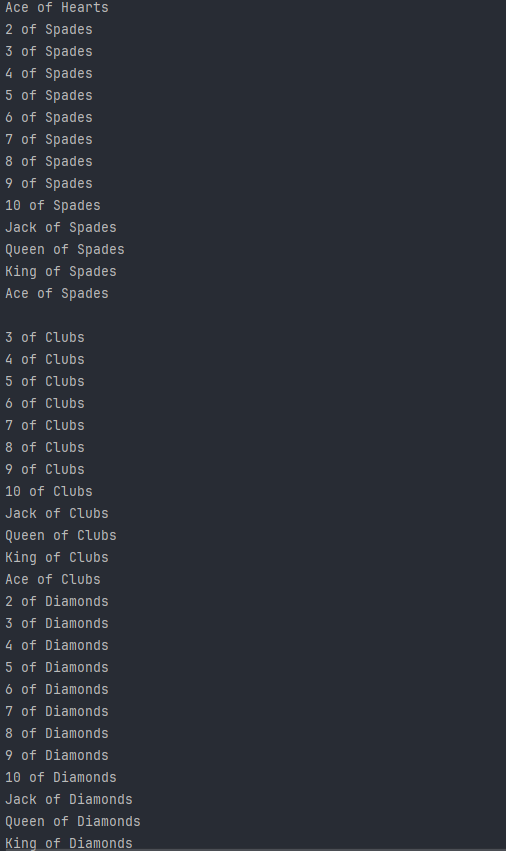 Ace of Hearts
2 of Spades
3 of Spades
4 of Spades
5 of Spades
6 of Spades
7 of Spades
8 of Spades
9 of Spades
10 of Spades
Jack of Spades
Queen of Spades
King of Spades
Ace of Spades

3 of Clubs
4 of Clubs
5 of Clubs
6 of Clubs
7 of Clubs
8 of Clubs
9 of Clubs
10 of Clubs
Jack of Clubs
Queen of Clubs
King of Clubs
Ace of Clubs
2 of Diamonds
3 of Diamonds
4 of Diamonds
5 of Diamonds
6 of Diamonds
7 of Diamonds
8 of Diamonds
9 of Diamonds
10 of Diamonds
Jack of Diamonds
Queen of Diamonds
King of Diamonds